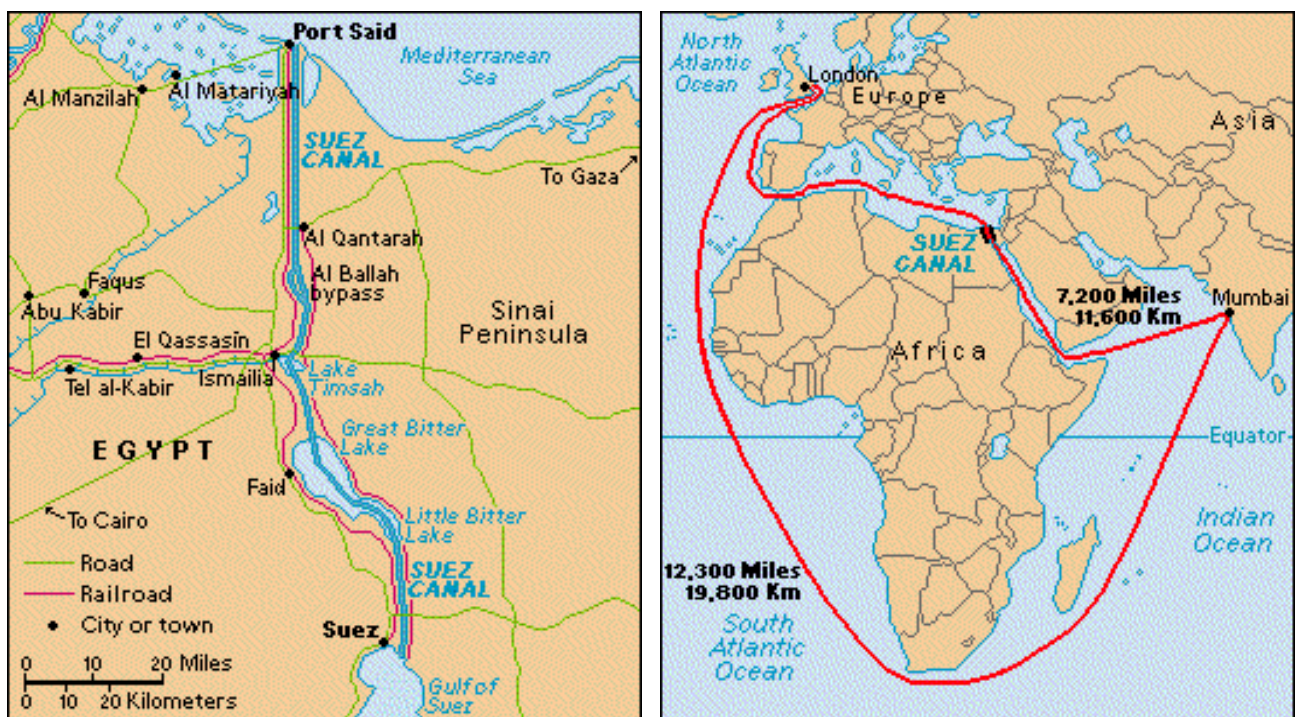 Port Said
Mediterranean
Sea
Al Manzilah
Al Matariyah
SUEZ
CANAL
To Gaza
Al Qantarah
Al Ballah
bypass
Faqus
Abu Kabir
Sinai
Peninsula
El Qassasin
Tel al-Kabir
Ismailia
Lake
Timsah
Great Bitter
Lake
EGYPT
Faid
To Cairo
Little Bitter
Lake
Road
SUEZ
CANAL
Railroad
City or town
Suez
0 10 20 Miles
0 10 20 Kilometers
Gulf of
Suez
North
Atlantic
Ocean
London
Europe
Asia
SUEZ
CANAL
7,200 Miles
11,600 Km
Mumbai
Africa
Equator
Indian
Ocean
12,300 Miles
19,800 Km
South
Atlantic
Ocean